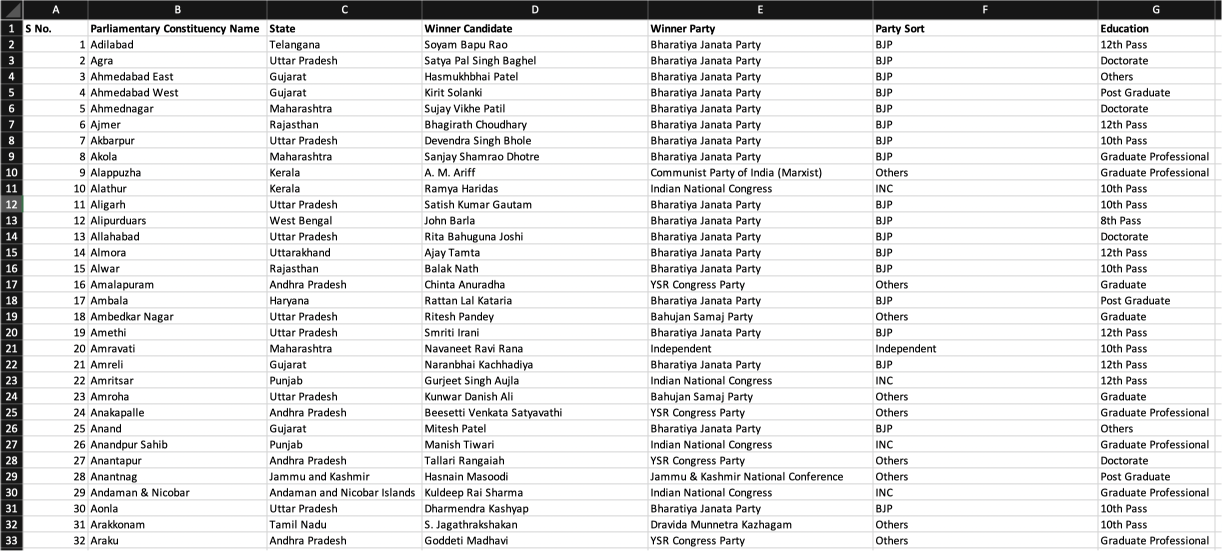 A B C D E F G
1 S No. Parliamentary Constituency Name State Winner Candidate Winner Party Party Sort Education
2 1 Adilabad Telangana Soyam Bapu Rao Bharatiya Janata Party BJP 12th Pass
3 2 Agra Uttar Pradesh Satya Pal Singh Baghel Bharatiya Janata Party BJP Doctorate
4 3 Ahmedabad East Gujarat Hasmukhbhai Patel Bharatiya Janata Party BJP Others
5 4 Ahmedabad West Gujarat Kirit Solanki Bharatiya Janata Party BJP Post Graduate
6 5 Ahmednagar Maharashtra Sujay Vikhe Patil Bharatiya Janata Party BJP Doctorate
7 6 Ajmer Rajasthan Bhagirath Choudhary Bharatiya Janata Party BJP 12th Pass
8 7 Akbarpur Uttar Pradesh Devendra Singh Bhole Bharatiya Janata Party BJP 10th Pass
9 8 Akola Maharashtra Sanjay Shamrao Dhotre Bharatiya Janata Party BJP Graduate Professional
10 9 Alappuzha Kerala A. M. Ariff Communist Party of India (Marxist) Others Graduate Professional
11 10 Alathur Kerala Ramya Haridas Indian National Congress INC 10th Pass
12 11 Aligarh Uttar Pradesh Satish Kumar Gautam Bharatiya Janata Party BJP 10th Pass
13 12 Alipurduars West Bengal John Barla Bharatiya Janata Party BJP 8th Pass
14 13 Allahabad Uttar Pradesh Rita Bahuguna Joshi Bharatiya Janata Party BJP Doctorate
15 14 Almora Uttarakhand Ajay Tamta Bharatiya Janata Party BJP 12th Pass
16 15 Alwar Rajasthan Balak Nath Bharatiya Janata Party BJP 10th Pass
17 16 Amalapuram Andhra Pradesh Chinta Anuradha YSR Congress Party Others Graduate
18 17 Ambala Haryana Rattan Lal Kataria Bharatiya Janata Party BJP Post Graduate
19 18 Ambedkar Nagar Uttar Pradesh Ritesh Pandey Bahujan Samaj Party Others Graduate
20 19 Amethi Uttar Pradesh Smriti Irani Bharatiya Janata Party BJP 12th Pass
21 20 Amravati Maharashtra Navaneet Ravi Rana Independent Independent 10th Pass
22 21 Amreli Gujarat Naranbhai Kachhadiya Bharatiya Janata Party BJP 12th Pass
23 22 Amritsar Punjab Gurjeet Singh Aujla Indian National Congress INC 12th Pass
24 23 Amroha Uttar Pradesh Kunwar Danish Ali Bahujan Samaj Party Others Graduate
25 24 Anakapalle Andhra Pradesh Beesetti Venkata Satyavathi YSR Congress Party Others Graduate Professional
26 25 Anand Gujarat Mitesh Patel Bharatiya Janata Party BJP Others
27 26 Anandpur Sahib Punjab Manish Tiwari Indian National Congress INC Graduate Professional
28 27 Anantapur Andhra Pradesh Tallari Rangaiah YSR Congress Party Others Doctorate
29 28 Anantnag Jammu and Kashmir Hasnain Masoodi Jammu & Kashmir National Conference Others Post Graduate
30 29 Andaman & Nicobar Andaman and Nicobar Islands Kuldeep Rai Sharma Indian National Congress INC Graduate Professional
31 30 Aonla Uttar Pradesh Dharmendra Kashyap Bharatiya Janata Party BJP 10th Pass
32 31 Arakkonam Tamil Nadu S. Jagathrakshakan Dravida Munnetra Kazhagam Others 10th Pass
33 32 Araku Andhra Pradesh Goddeti Madhavi YSR Congress Party Others Graduate Professional